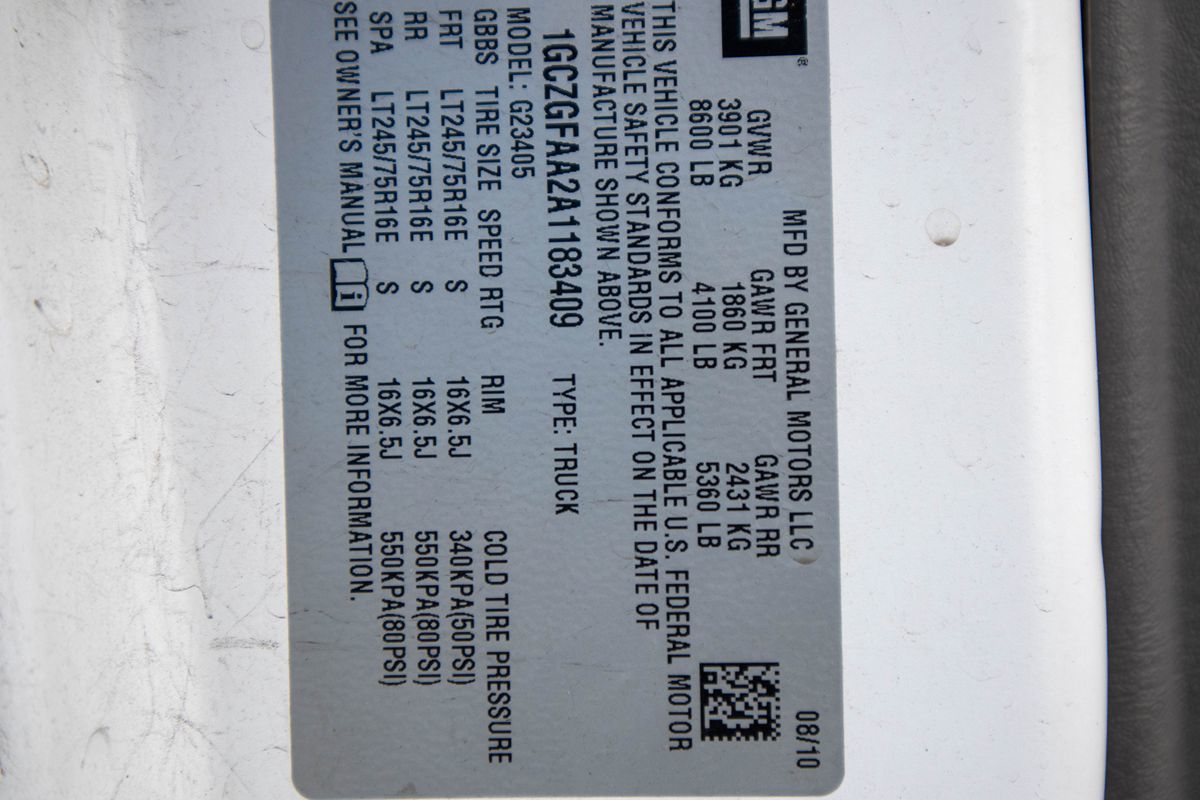 GM®
MFD BY GENERAL MOTORS LLC 08/10
GVWR GAWR FRT GAWR RR
3901 KG 1860 KG 2431 KG
8600 LB 4100 LB 5360 LB
THIS VEHICLE CONFORMS TO ALL APPLICABLE U.S. FEDERAL MOTOR
VEHICLE SAFETY STANDARDS IN EFFECT ON THE DATE OF
MANUFACTURE SHOWN ABOVE.
1GCZGFAA2A1183409 TYPE: TRUCK
MODEL: G23405
GBBS TIRE SIZE SPEED RTG RIM COLD TIRE PRESSURE
FRT LT245/75R16E S 16X6.5J 340KPA(50PSI)
RR LT245/75R16E S 16X6.5J 550KPA(80PSI)
SPA LT245/75R16E S 16X6.5J 550KPA(80PSI)
SEE OWNER'S MANUAL i FOR MORE INFORMATION.